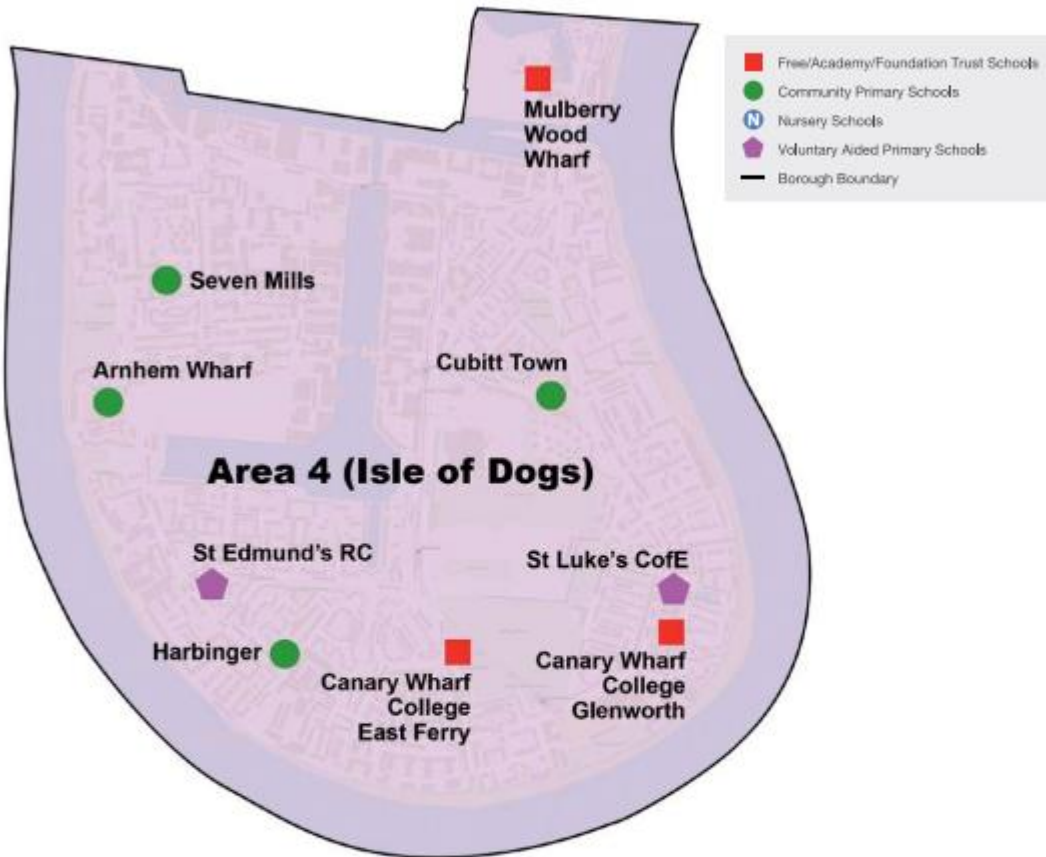 Mulberry
Wood
Wharf
Free/Academy/Foundation Trust Schools
Community Primary Schools
N
Nursery Schools
Voluntary Aided Primary Schools
Borough Boundary
Seven Mills
Arnhem Wharf
Cubitt Town
Area 4 (Isle of Dogs)
St Edmund's RC
St Luke's CofE
Harbinger
Canary Wharf
College
East Ferry
Canary Wharf
College
Glenworth